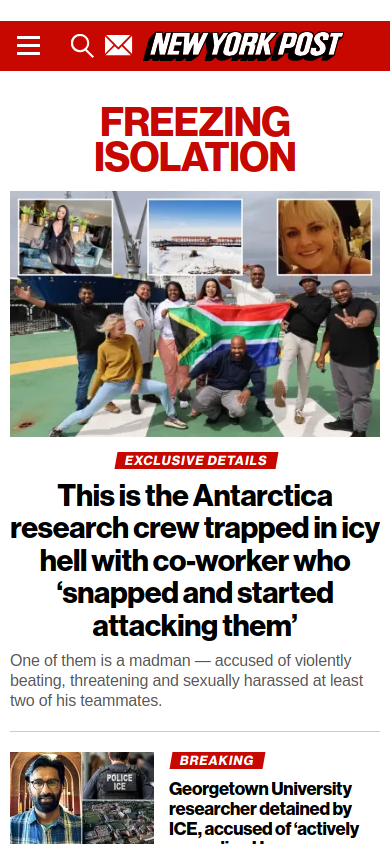 NEW YORK POST
FREEZING
ISOLATION
EXCLUSIVE DETAILS
This is the Antarctica
research crew trapped in icy
hell with co-worker who
‘snapped and started
attacking them’
One of them is a madman — accused of violently
beating, threatening and sexually harassed at least
two of his teammates.
POLICE
ICE
BREAKING
Georgetown University
researcher detained by
ICE, accused of ‘actively